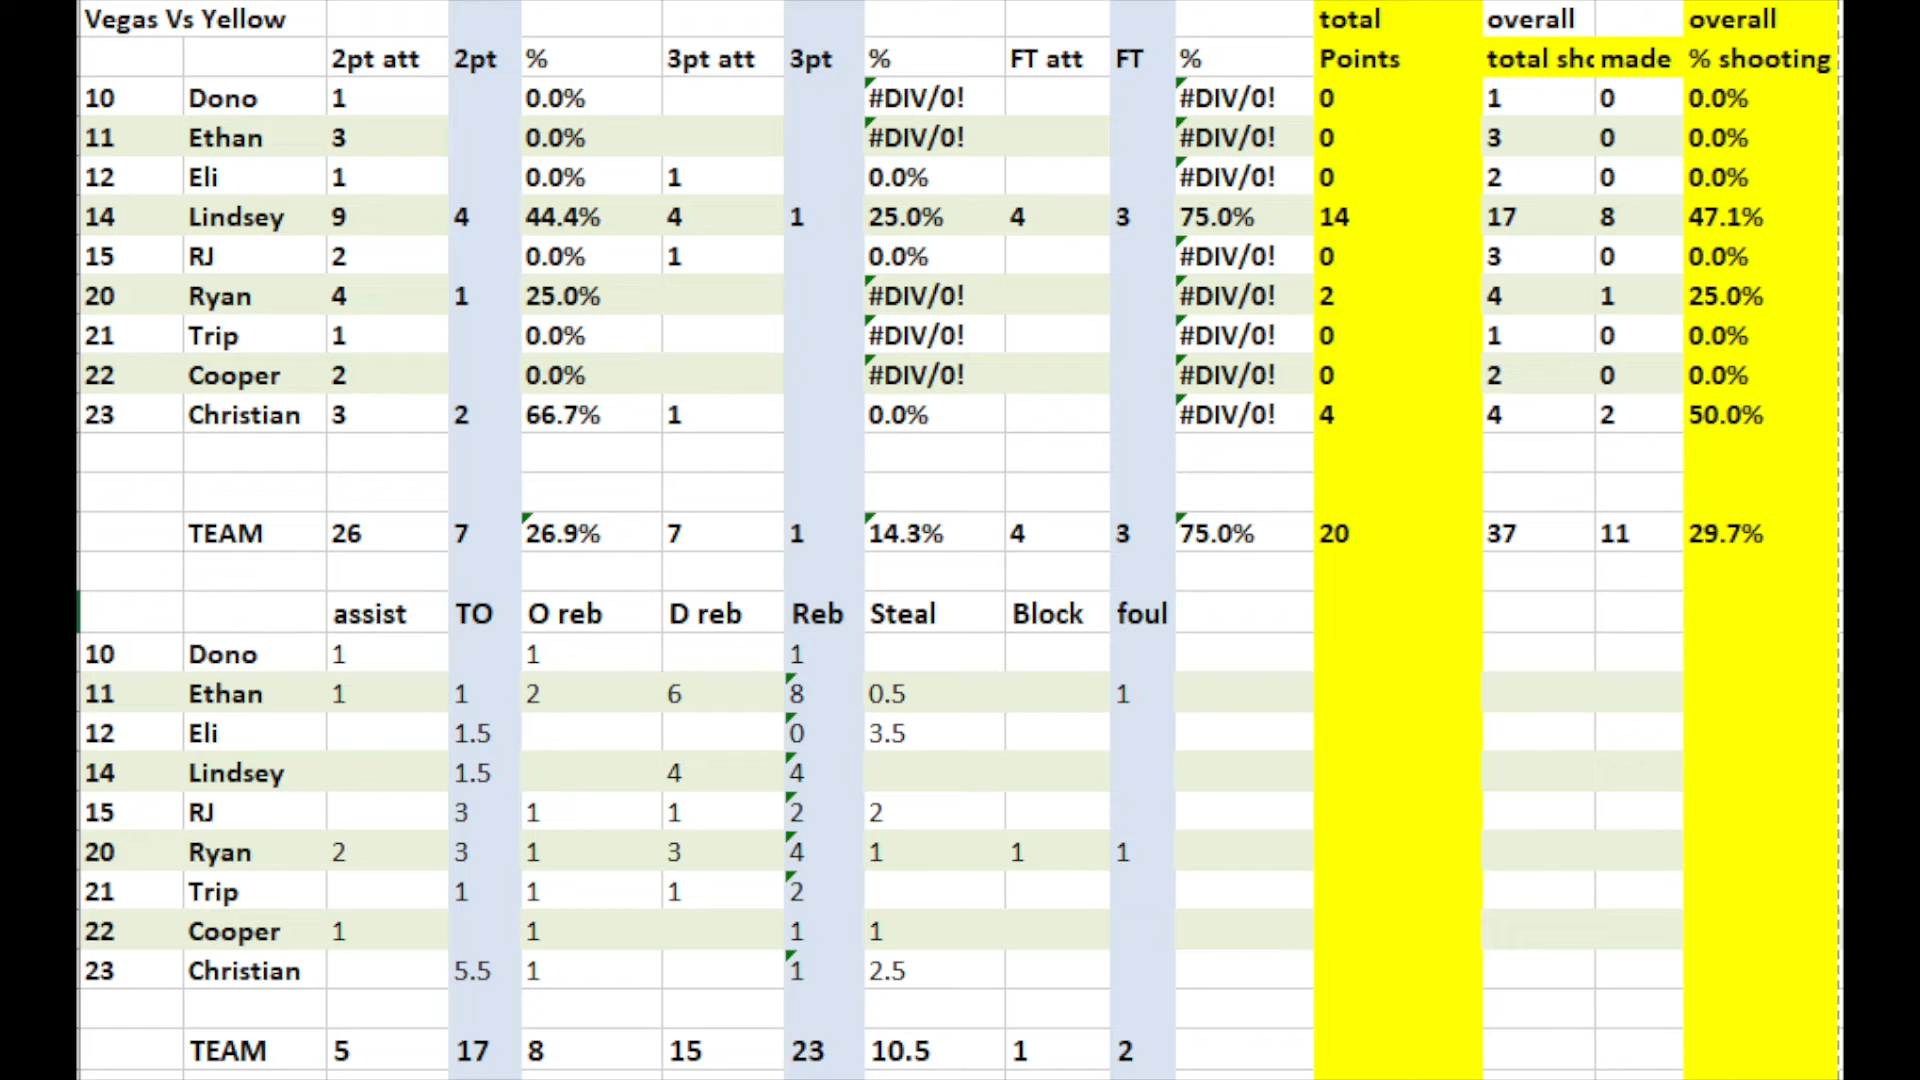 Vegas Vs Yellow total overall overall
2pt att 2pt % 3pt att 3pt % FT att FT % Points total sho made % shooting
10 Dono 1 0.0% #DIV/0! #DIV/0! 0 1 0 0.0%
11 Ethan 3 0.0% #DIV/0! #DIV/0! 0 3 0 0.0%
12 Eli 1 0.0% 1 0.0% #DIV/0! 0 2 0 0.0%
14 Lindsey 9 4 44.4% 4 1 25.0% 4 3 75.0% 14 17 8 47.1%
15 RJ 2 0.0% 1 0.0% #DIV/0! 0 3 0 0.0%
20 Ryan 4 1 25.0% #DIV/0! #DIV/0! 2 4 1 25.0%
21 Trip 1 0.0% #DIV/0! #DIV/0! 0 1 0 0.0%
22 Cooper 2 0.0% #DIV/0! #DIV/0! 0 2 0 0.0%
23 Christian 3 2 66.7% 1 0.0% #DIV/0! 4 4 2 50.0%
TEAM 26 7 26.9% 7 1 14.3% 4 3 75.0% 20 37 11 29.7%
assist TO O reb D reb Reb Steal Block foul
10 Dono 1 1 1
11 Ethan 1 1 2 6 8 0.5 1
12 Eli 1.5 0 3.5
14 Lindsey 1.5 4 4
15 RJ 3 1 1 2 2
20 Ryan 2 3 1 3 4 1 1 1
21 Trip 1 1 1 2
22 Cooper 1 1 1 1
23 Christian 5.5 1 1 2.5
TEAM 5 17 8 15 23 10.5 1 2